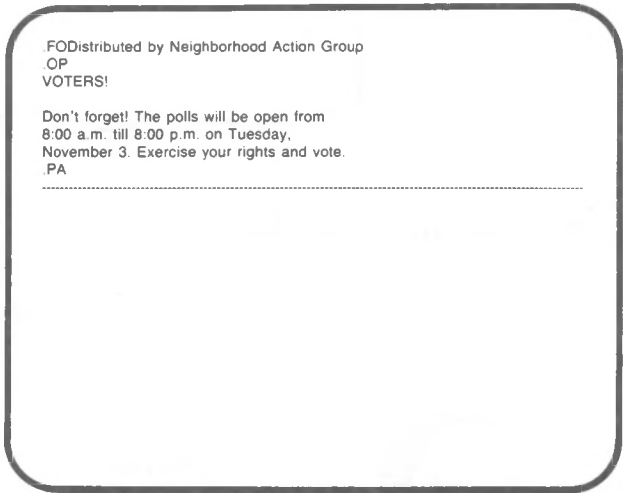 .FODistributed by Neighborhood Action Group
.OP
VOTERS!
Don't forget! The polls will be open from
8:00 a.m. till 8:00 p.m. on Tuesday,
November 3. Exercise your rights and vote.
.PA